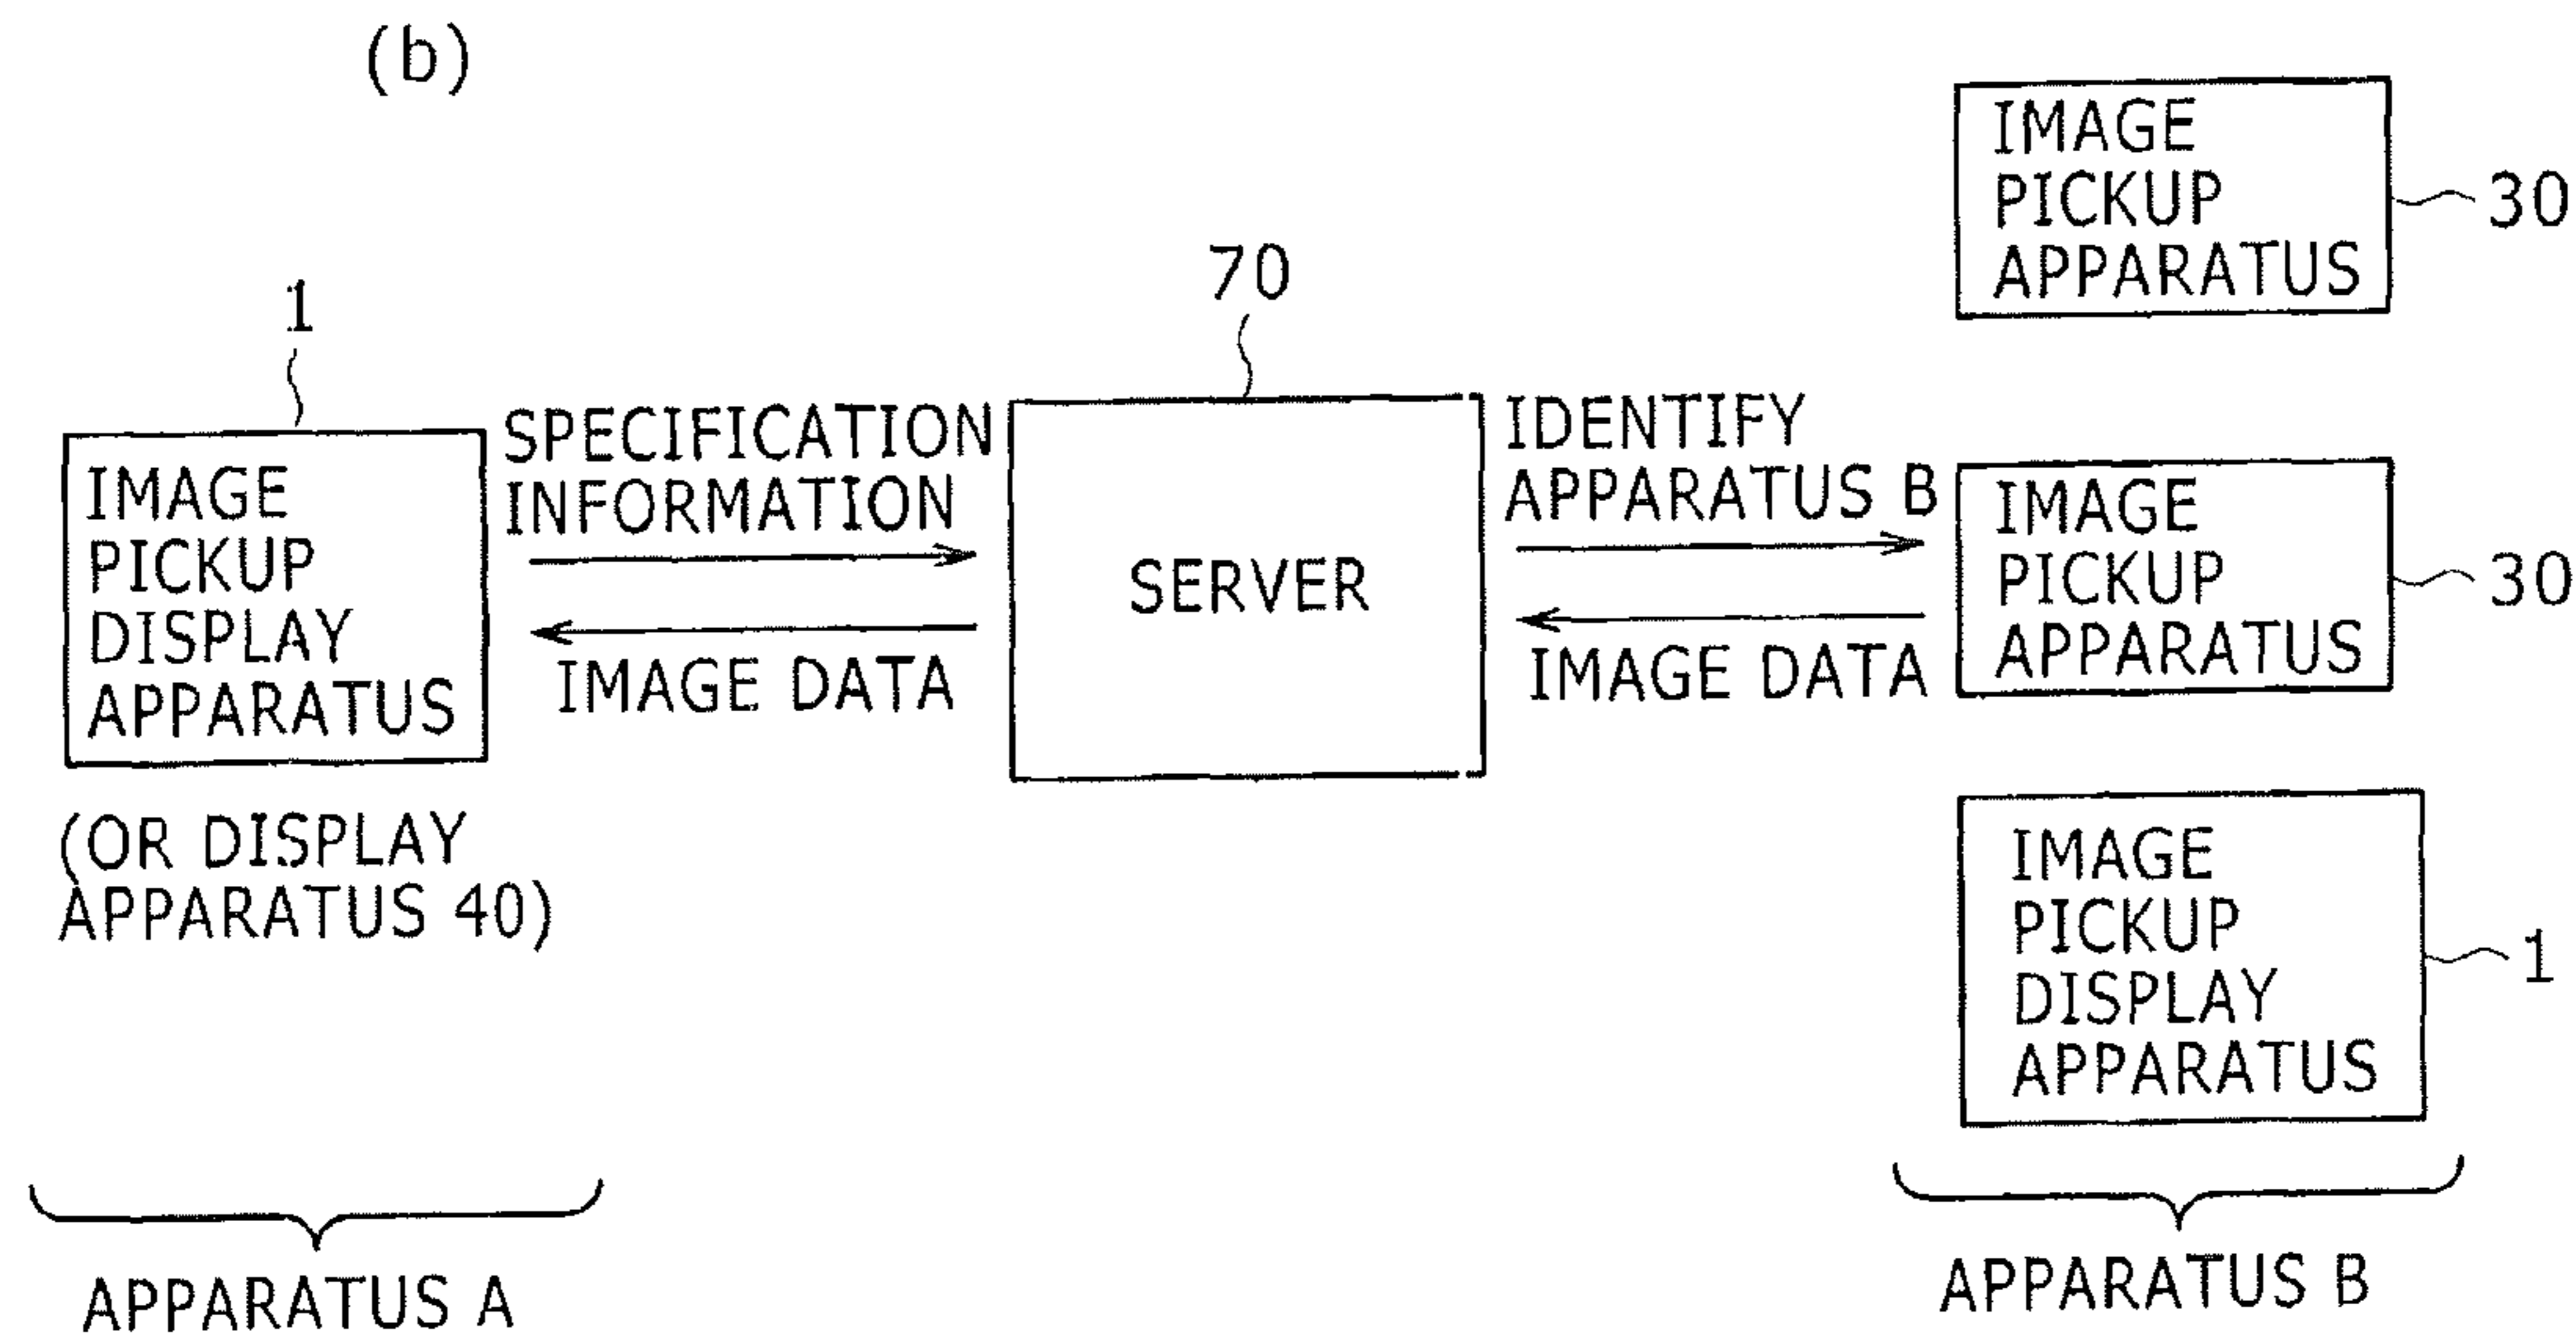 (b)
1
IMAGE
PICKUP
DISPLAY
APPARATUS
(OR DISPLAY
APPARATUS 40)
SPECIFICATION
INFORMATION
IMAGE DATA
70
SERVER
IDENTIFY
APPARATUS B
IMAGE DATA
IMAGE
PICKUP
APPARATUS
30
IMAGE
PICKUP
APPARATUS
30
IMAGE
PICKUP
DISPLAY
APPARATUS
1
APPARATUS A
APPARATUS B